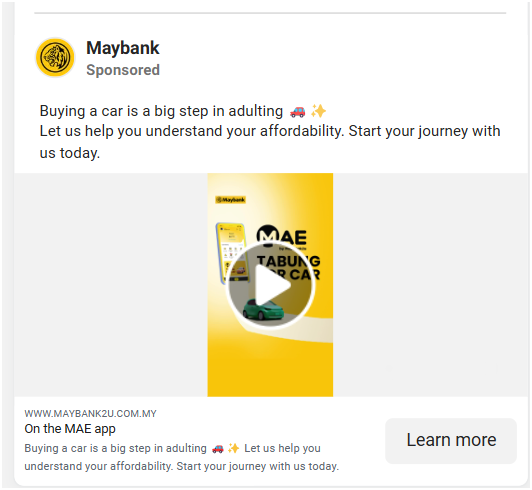 Maybank
Sponsored
Buying a car is a big step in adulting 🚗 ✨
Let us help you understand your affordability. Start your journey with
us today.
Maybank
MAE
TABUNG
CAR
WWW.MAYBANK2U.COM.MY
On the MAE app
Buying a car is a big step in adulting 🚗 ✨ Let us help you
understand your affordability. Start your journey with us today.
Learn more